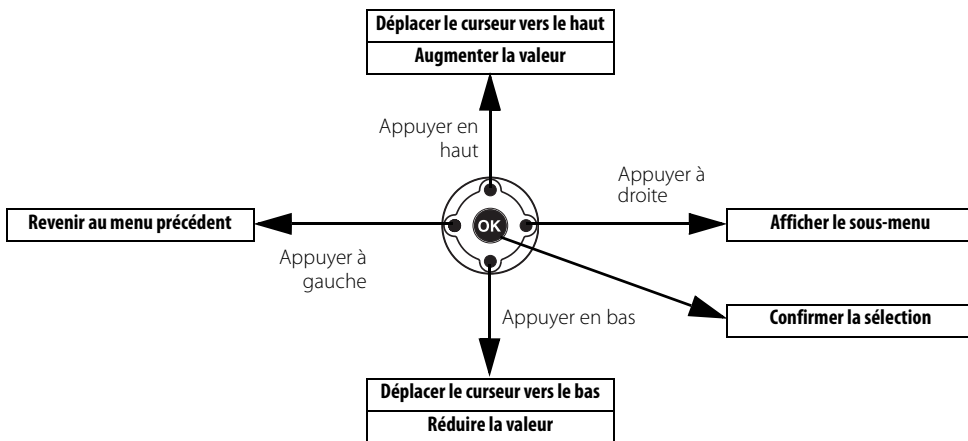 Déplacer le curseur vers le haut
Augmenter la valeur
Appuyer en
haut
Appuyer à
droite
Revenir au menu précédent
OK
Afficher le sous-menu
Appuyer à
gauche
Appuyer en bas
Confirmer la sélection
Déplacer le curseur vers le bas
Réduire la valeur